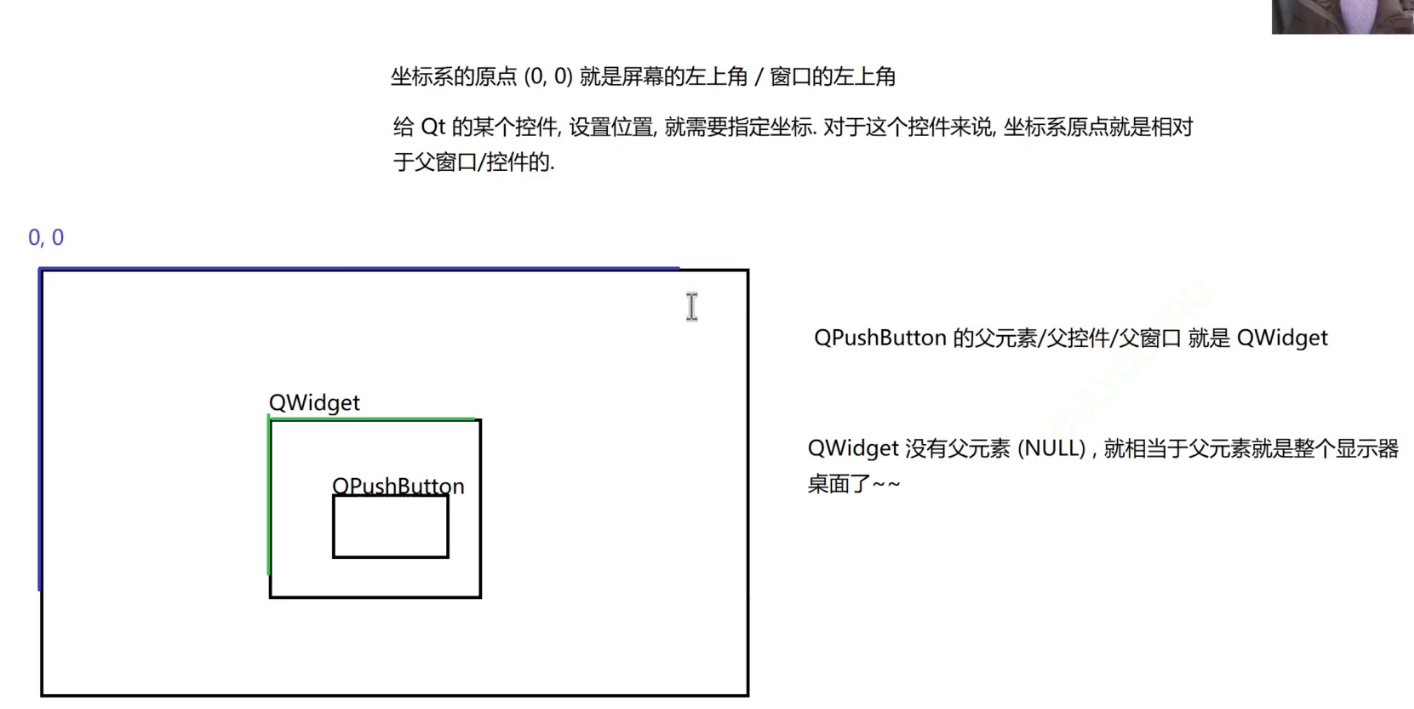 坐标系的原点 (0, 0) 就是屏幕的左上角 / 窗口的左上角
给 Qt 的某个控件, 设置位置, 就需要指定坐标. 对于这个控件来说, 坐标系原点就是相对
于父窗口/控件的.
0, 0
QPushButton 的父元素/父控件/父窗口 就是 QWidget
QWidget
QWidget 没有父元素 (NULL) , 就相当于父元素就是整个显示器
桌面了~~
QPushButton